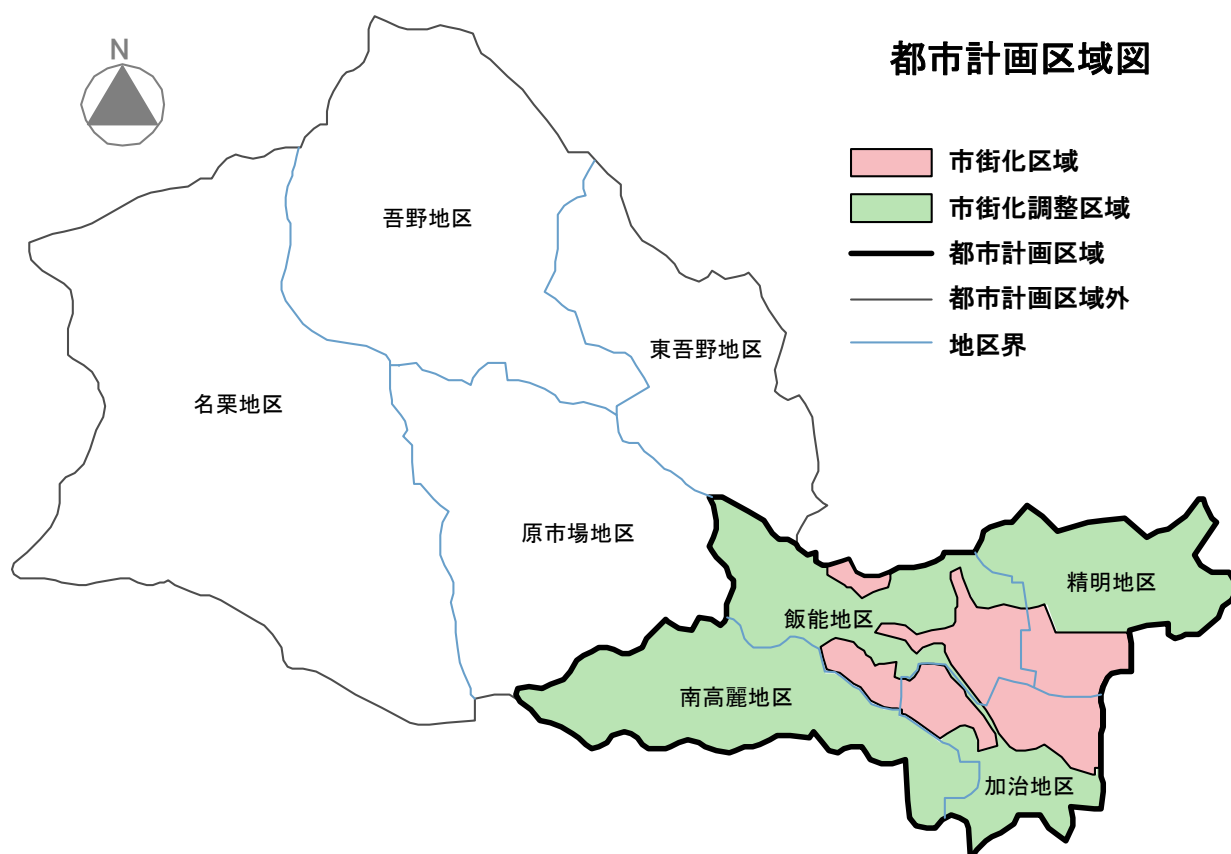 N
都市計画区域図
市街化区域
市街化調整区域
都市計画区域
都市計画区域外
地区界
吾野地区
東吾野地区
名栗地区
原市場地区
精明地区
飯能地区
南高麗地区
加治地区